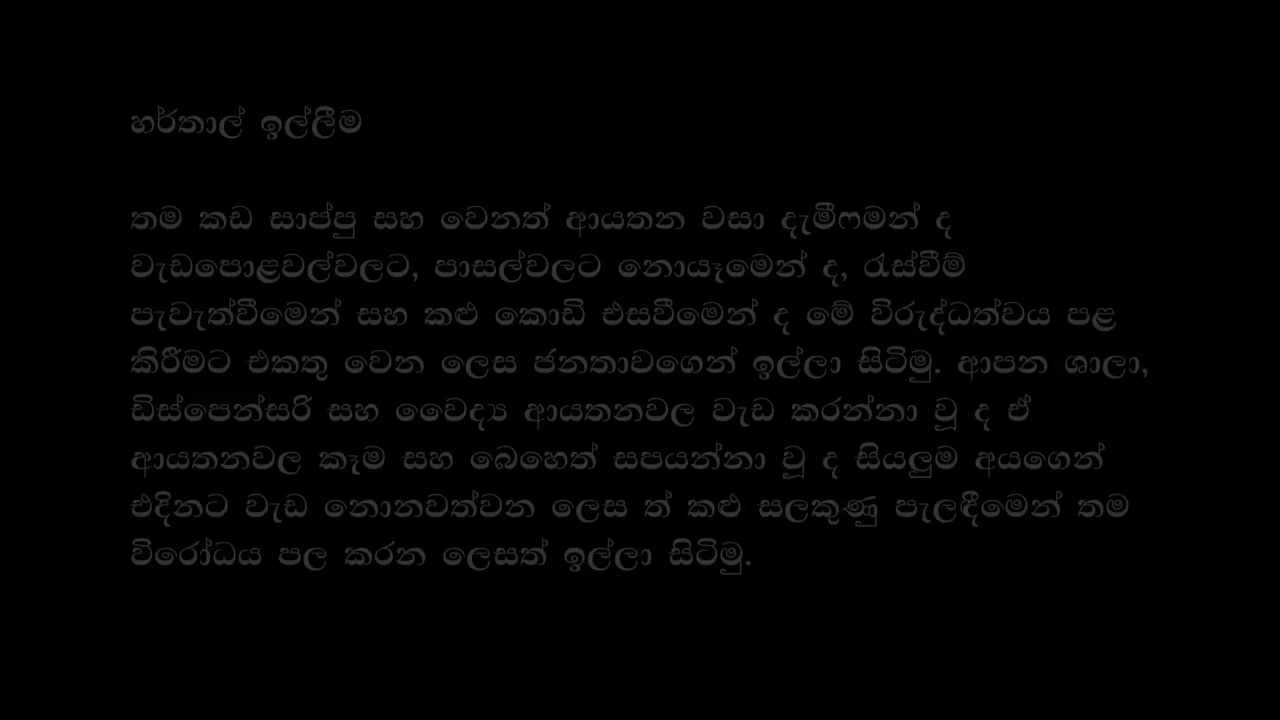 හර්තාල් ඉල්ලීම
තම කඩ සාප්පු සහ වෙනත් ආයතන වසා දැමීෆමන් ද
වැඩපොළවල්වලට, පාසල්වලට නොයෑමෙන් ද, රැස්වීම්
පැවැත්වීමෙන් සහ කළු කොඩි එසවීමෙන් ද මේ විරුද්ධත්වය පළ
කිරීමට එකතු වෙන ලෙස ජනතාවගෙන් ඉල්ලා සිටිමු. ආපන ශාලා,
ඩිස්පෙන්සරි සහ වෛද්‍ය ආයතනවල වැඩ කරන්නා වූ ද ඒ
ආයතනවල කෑම සහ බෙහෙත් සපයන්නා වූ ද සියලුම අයගෙන්
එදිනට වැඩ නොනවත්වන ලෙස ත් කළු සලකුණු පැලඳීමෙන් තම
විරෝධය පල කරන ලෙසත් ඉල්ලා සිටිමු.